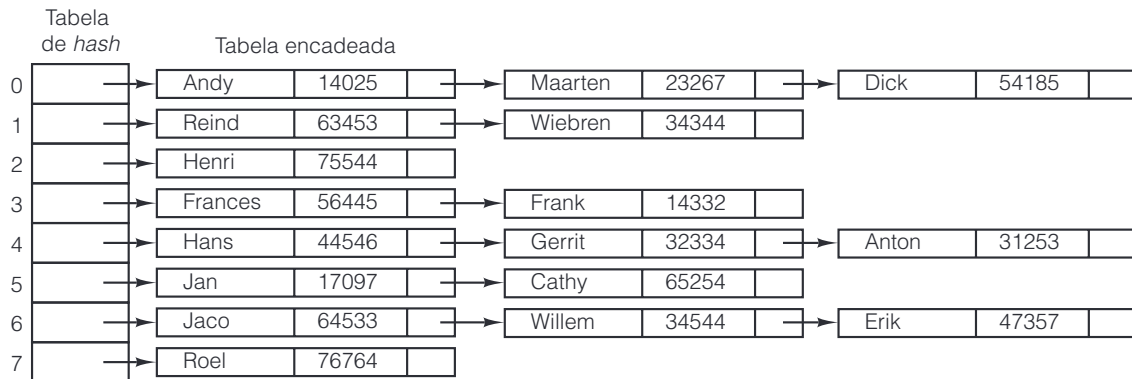 Tabela
de hash
Tabela encadeada
0 Andy 14025 Maarten 23267 Dick 54185
1 Reind 63453 Wiebren 34344
2 Henri 75544
3 Frances 56445 Frank 14332
4 Hans 44546 Gerrit 32334 Anton 31253
5 Jan 17097 Cathy 65254
6 Jaco 64533 Willem 34544 Erik 47357
7 Roel 76764